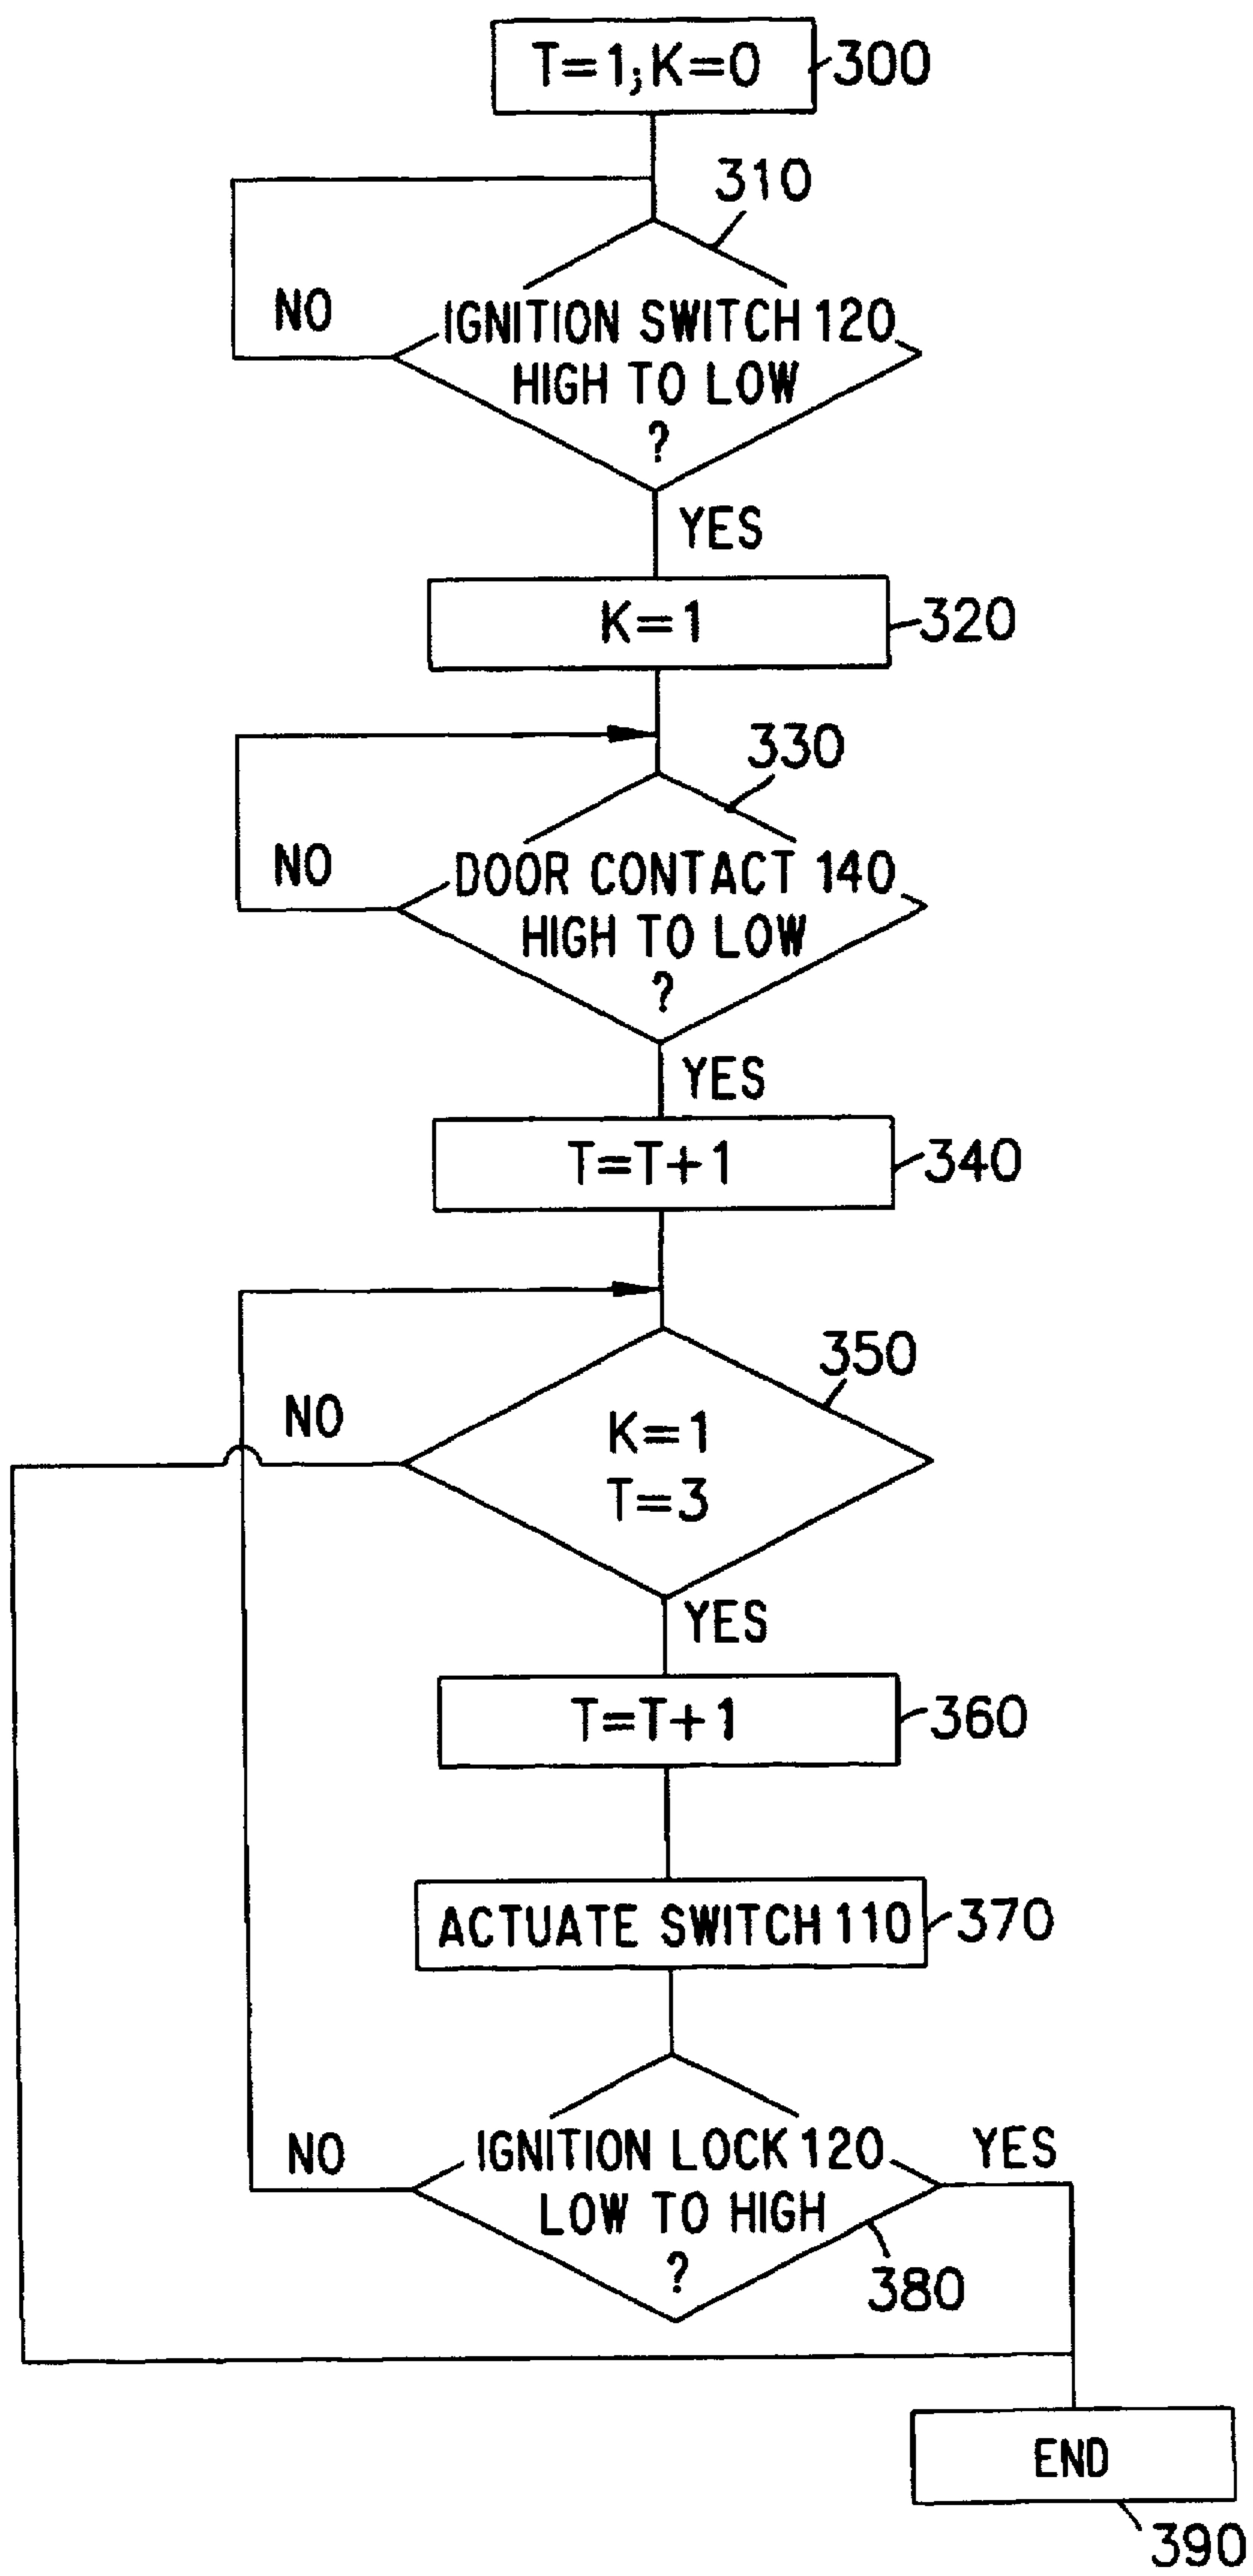 T=1;K=0
300
310
NO
IGNITION SWITCH 120
HIGH TO LOW
?
YES
K=1
320
330
NO
DOOR CONTACT 140
HIGH TO LOW
?
YES
T=T+1
340
350
NO
K=1
T=3
YES
T=T+1
360
ACTUATE SWITCH 110
370
NO
IGNITION LOCK 120
YES
LOW TO HIGH
?
380
END
390